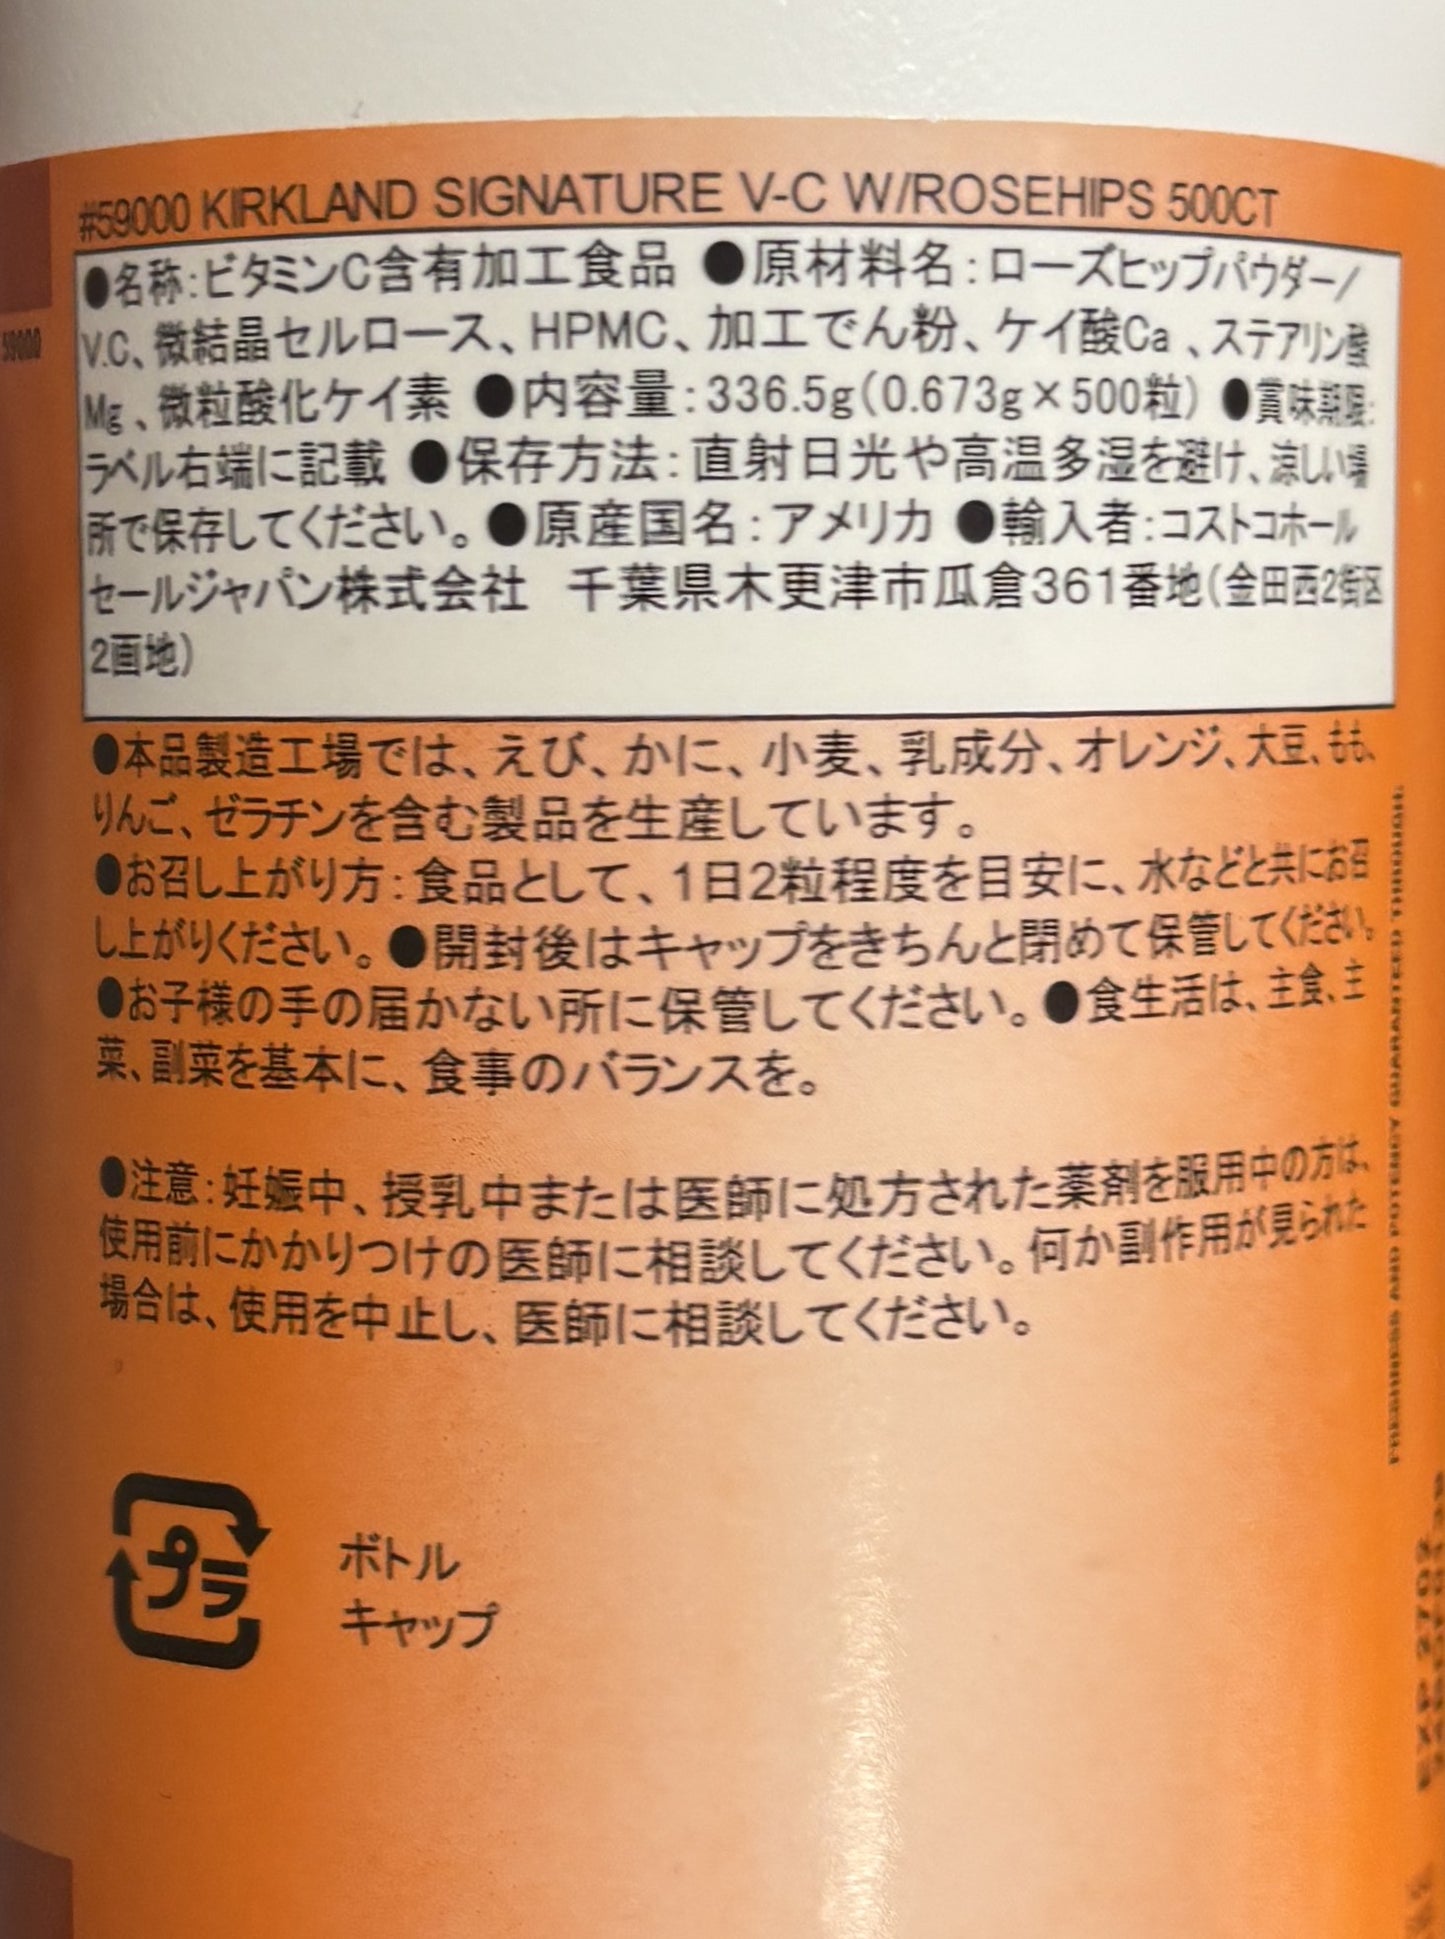 #59000 KIRKLAND SIGNATURE V-C W/ROSEHIPS 500CT
●名称:ビタミンC含有加工食品 ●原材料名:ローズヒップパウダー/
V.C、微結晶セルロース、HPMC、加工でん粉、ケイ酸Ca、ステアリン酸
Mg、微粒酸化ケイ素 ●内容量:336.5g(0.673g×500粒) ●賞味期限:
ラベル右端に記載 ●保存方法:直射日光や高温多湿を避け、涼しい場
所で保存してください。●原産国名:アメリカ ●輸入者:コストコホール
セールジャパン株式会社 千葉県木更津市瓜倉361番地(金田西2街区
2画地)
●本品製造工場では、えび、かに、小麦、乳成分、オレンジ、大豆、もも、
りんご、ゼラチンを含む製品を生産しています。
●お召し上がり方:食品として、1日2粒程度を目安に、水などと共にお召
し上がりください。●開封後はキャップをきちんと閉めて保管してください。
●お子様の手の届かない所に保管してください。●食生活は、主食、主
菜、副菜を基本に、食事のバランスを。
●注意:妊娠中、授乳中または医師に処方された薬剤を服用中の方は、
使用前にかかりつけの医師に相談してください。何か副作用が見られた
場合は、使用を中止し、医師に相談してください。
プラ
ボトル
キャップ
59000